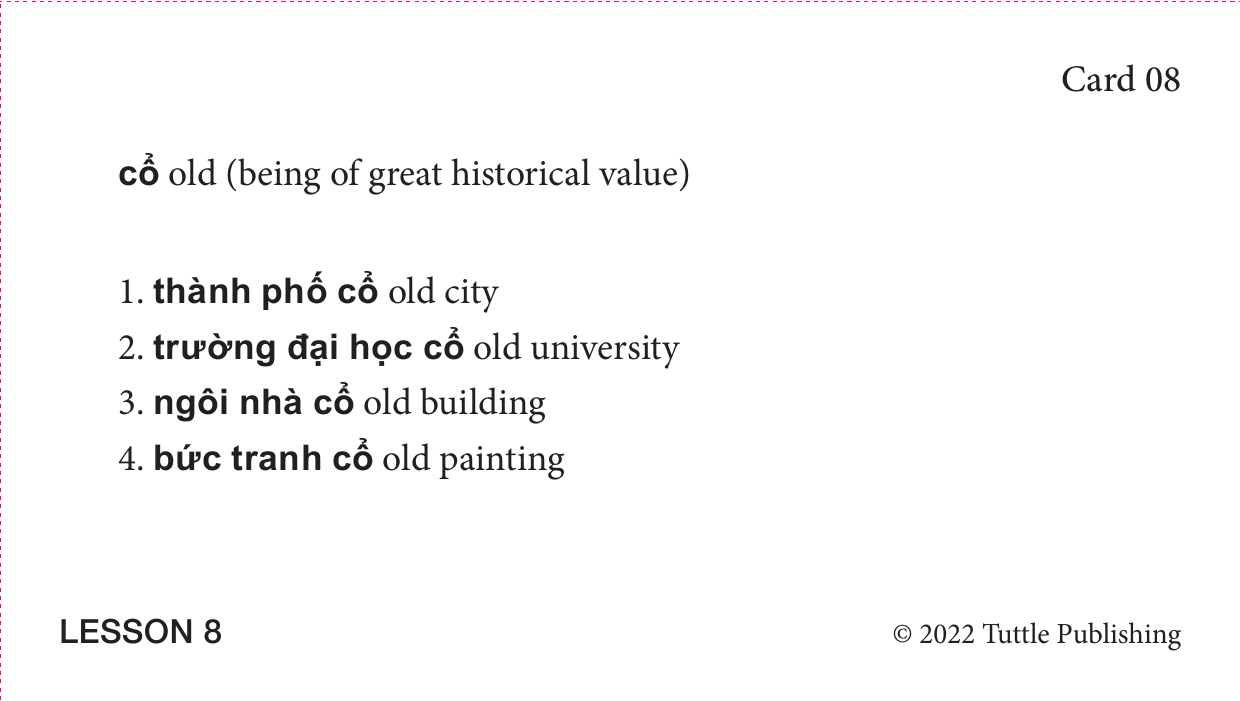 Card 08
cổ old (being of great historical value)
1. thành phố cổ old city
2. trường đại học cổ old university
3. ngôi nhà cổ old building
4. bức tranh cổ old painting
LESSON 8
© 2022 Tuttle Publishing